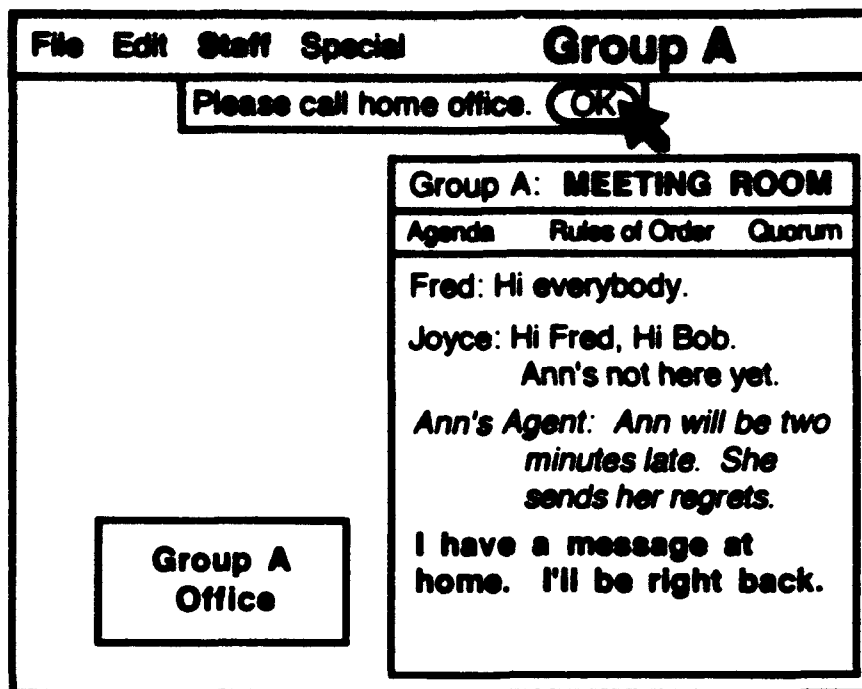 File Edit Staff Special Group A
Please call home office. OK
Group A: MEETING ROOM
Agenda Rules of Order Quorum
Fred: Hi everybody.
Joyce: Hi Fred, Hi Bob.
Ann's not here yet.
Ann's Agent: Ann will be two
minutes late. She
sends her regrets.
I have a message at
home. I'll be right back.
Group A
Office